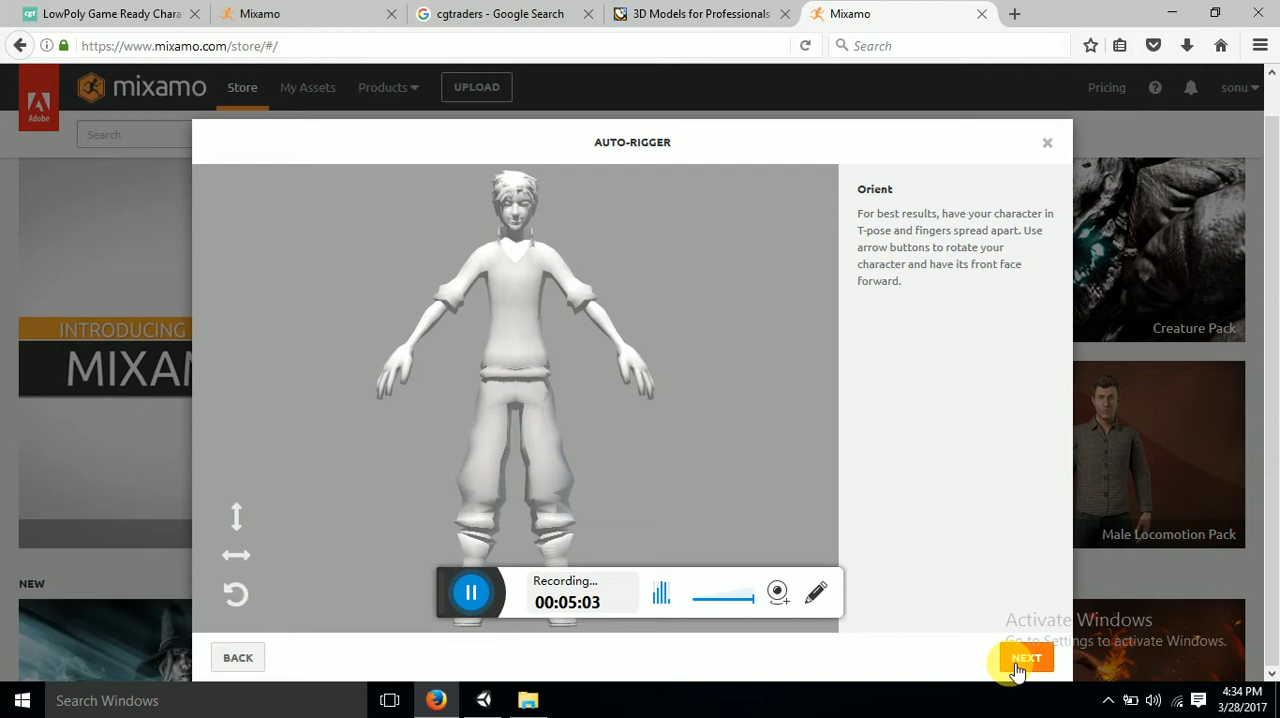 LowPoly Game Ready Chara
Mixamo
cgtraders - Google Search
3D Models for Professionals
Mixamo
https://www.mixamo.com/store/#/
Search
Adobe
mixamo
Store
My Assets
Products
UPLOAD
Pricing
sonu
Search
AUTO-RIGGER
Orient
For best results, have your character in
T-pose and fingers spread apart. Use
arrow buttons to rotate your
character and have its front face
forward.
INTRODUCING
MIXA
Creature Pack
Male Locomotion Pack
NEW
Recording...
00:05:03
Activate Windows
Go to Settings to activate Windows.
BACK
NEXT
Search Windows
4:34 PM
3/28/2017